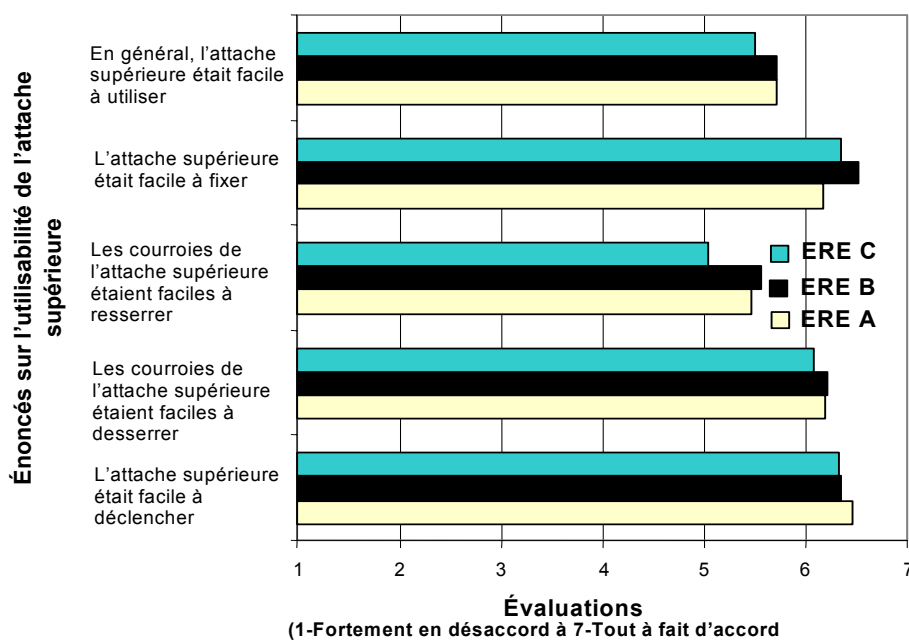 Énoncés sur l'utilisabilité de l'attache
supérieure
En général, l'attache
supérieure était facile
à utiliser
L'attache supérieure
était facile à fixer
Les courroies de
l'attache supérieure
étaient faciles à
resserrer
Les courroies de
l'attache supérieure
étaient faciles à
desserrer
L'attache supérieure
était facile à
déclencher
ERE C
ERE B
ERE A
1 2 3 4 5 6 7
Évaluations
(1-Fortement en désaccord à 7-Tout à fait d'accord